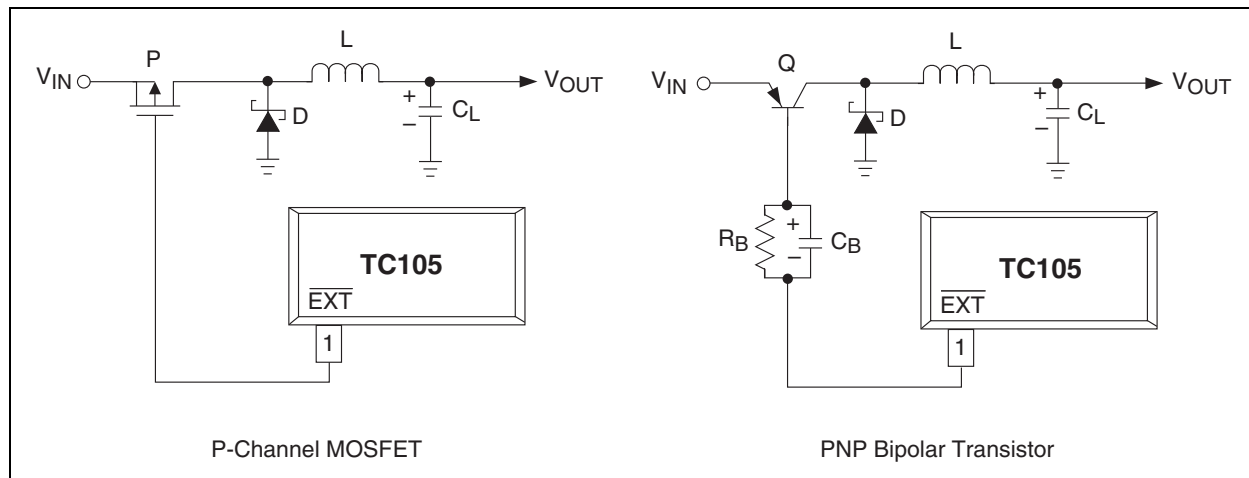 P
L
VIN
VOUT
+
−
CL
D
TC105
EXT
1
P-Channel MOSFET
Q
L
VIN
VOUT
+
−
CL
D
RB
+
−
CB
TC105
EXT
1
PNP Bipolar Transistor